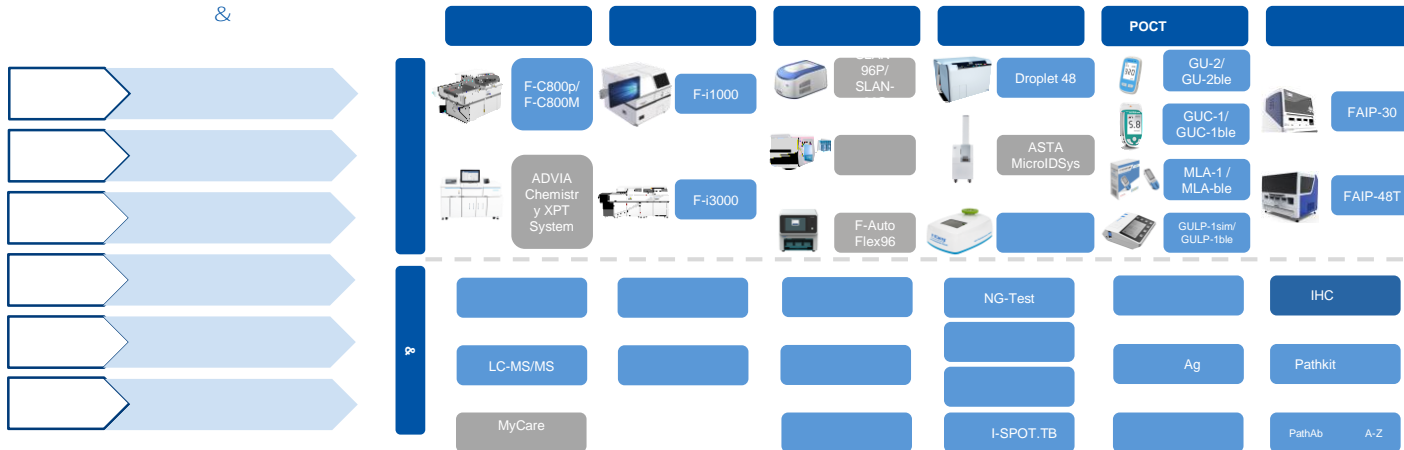 &
POCT
F-C800p/
F-C800M
ADVIA
Chemistr
y XPT
System
F-i1000
F-i3000
96P/
SLAN-
F-Auto
Flex96
Droplet 48
ASTA
MicroIDSys
GU-2/
GU-2ble
GUC-1/
GUC-1ble
MLA-1 /
MLA-ble
GULP-1sim/
GULP-1ble
5.8
FAIP-30
FAIP-48T
&
NG-Test
IHC
LC-MS/MS
Ag
Pathkit
MyCare
I-SPOT.TB
PathAb A-Z